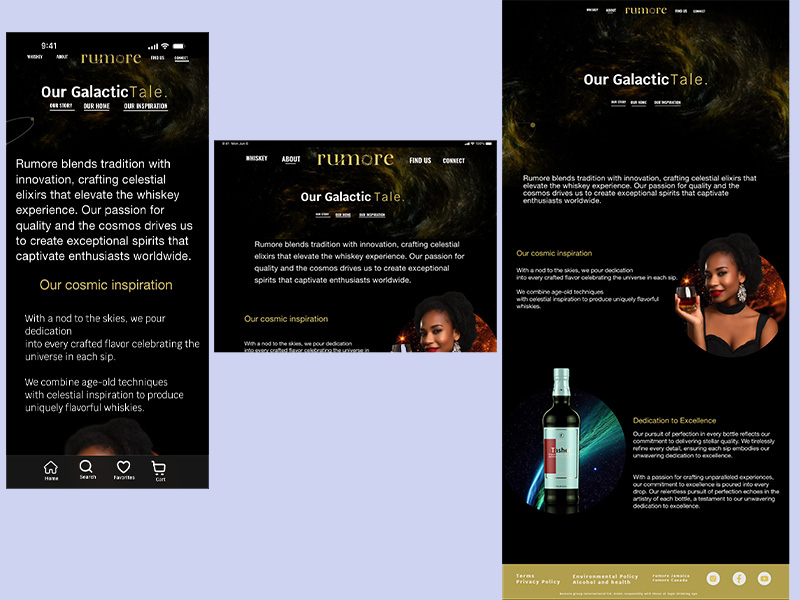 9:41
WHISKEY ABOUT rumore FIND US CONNECT
Our Galactic Tale.
OUR STORY OUR HOME OUR INSPIRATION
Rumore blends tradition with
innovation, crafting celestial
elixirs that elevate the whiskey
experience. Our passion for
quality and the cosmos drives us
to create exceptional spirits that
captivate enthusiasts worldwide.
Our cosmic inspiration
With a nod to the skies, we pour
dedication
into every crafted flavor celebrating the
universe in each sip.
We combine age-old techniques
with celestial inspiration to produce
uniquely flavorful whiskies.
Home Search Favorites Cart
9:41 Mon Jun 6 100%
WHISKEY ABOUT rumore FIND US CONNECT
Our Galactic Tale.
OUR STORY OUR HOME OUR INSPIRATION
Rumore blends tradition with innovation, crafting celestial
elixirs that elevate the whiskey experience. Our passion for
quality and the cosmos drives us to create exceptional
spirits that captivate enthusiasts worldwide.
Our cosmic inspiration
With a nod to the skies, we pour dedication
into every crafted flavor celebrating the universe in
WHISKEY ABOUT rumore FIND US CONNECT
Our Galactic Tale.
OUR STORY OUR HOME OUR INSPIRATION
Rumore blends tradition with innovation, crafting celestial elixirs that
elevate the whiskey experience. Our passion for quality and the
cosmos drives us to create exceptional spirits that captivate
enthusiasts worldwide.
Our cosmic inspiration
With a nod to the skies, we pour dedication
into every crafted flavor celebrating the universe in each sip.
We combine age-old techniques
with celestial inspiration to produce uniquely flavorful
whiskies.
Dedication to Excellence
Our pursuit of perfection in every bottle reflects our
commitment to delivering stellar quality. We tirelessly
refine every detail, ensuring each sip embodies our
unwavering dedication to excellence.
With a passion for crafting unparalleled experiences,
our commitment to excellence is poured into every
drop. Our relentless pursuit of perfection echoes in the
artistry of each bottle, a testament to our unwavering
dedication to excellence.
Terms
Privacy Policy
Environmental Policy
Alcohol and health
rumore Jamaica
rumore Canada